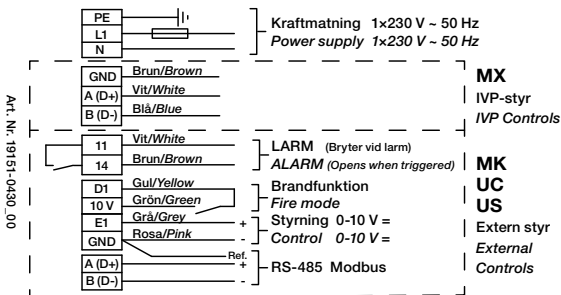 PE
L1
N
Kraftmatning 1×230 V ~ 50 Hz
Power supply 1×230 V ~ 50 Hz
GND Brun/Brown
A (D+) Vit/White
B (D-) Blå/Blue
MX
IVP-styr
IVP Controls
11 Vit/White
14 Brun/Brown
LARM (Bryter vid larm)
ALARM (Opens when triggered)
D1 Gul/Yellow
10 V Grön/Green
Brandfunktion
Fire mode
E1 Grå/Grey +
GND Rosa/Pink -
Styrning 0-10 V =
Control 0-10 V =
Ref.
A (D+) +
B (D-) -
RS-485 Modbus
MK
UC
US
Extern styr
External
Controls
Art. Nr. 19151-0430_00